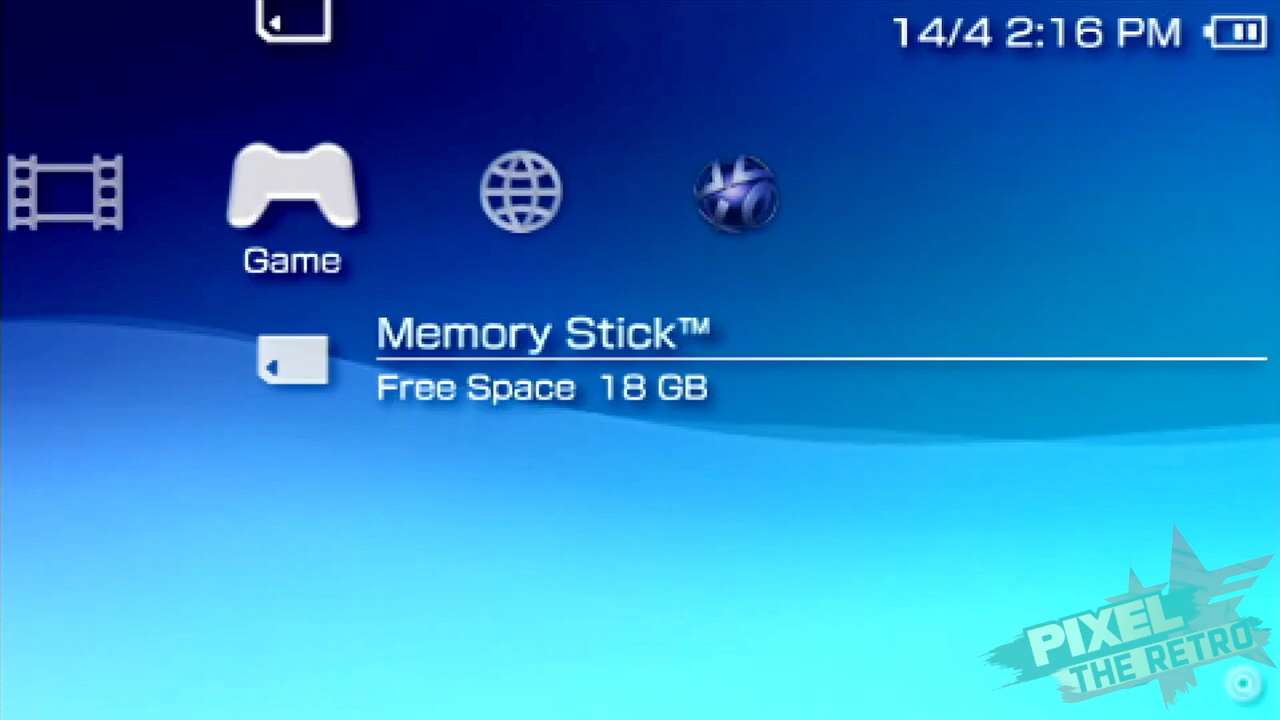 14/4 2:16 PM
Game
Memory Stick™
Free Space 18 GB
PIXEL
THE RETRO